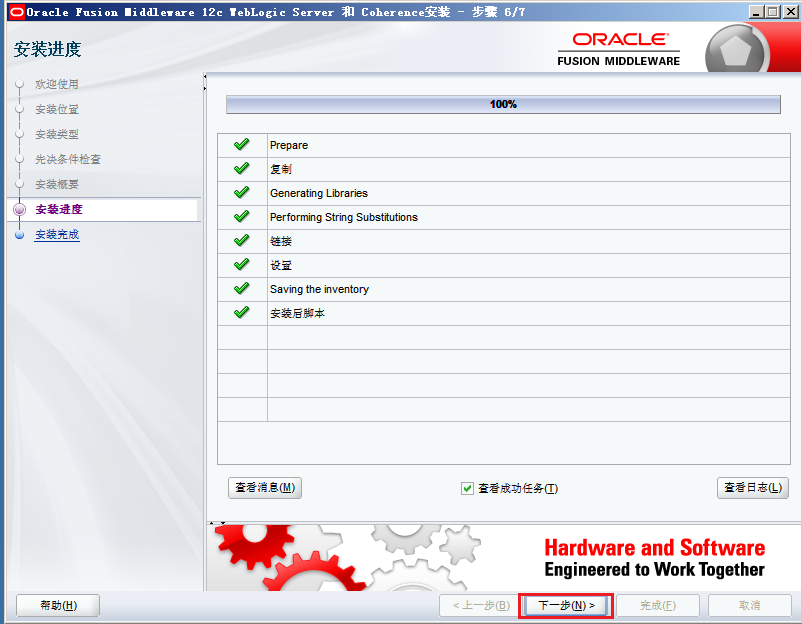 Oracle Fusion Middleware 12c WebLogic Server 和 Coherence安装 - 步骤 6/7
安装进度
ORACLE
FUSION MIDDLEWARE
欢迎使用
安装位置
安装类型
先决条件检查
安装概要
安装进度
安装完成
100%
Prepare
复制
Generating Libraries
Performing String Substitutions
链接
设置
Saving the inventory
安装后脚本
查看消息(M)
查看成功任务(T)
查看日志(L)
Hardware and Software
Engineered to Work Together
帮助(H)
< 上一步(B)
下一步(N) >
完成(F)
取消